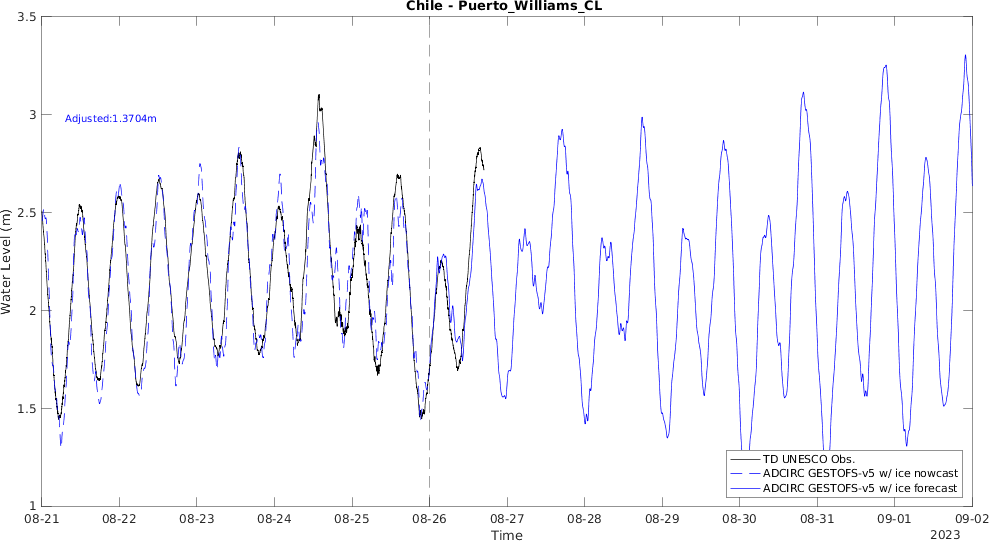 Chile - Puerto_Williams_CL
3.5
3
2.5
2
1.5
1
Water Level (m)
Adjusted:1.3704m
TD UNESCO Obs.
ADCIRC GESTOFS-v5 w/ ice nowcast
ADCIRC GESTOFS-v5 w/ ice forecast
08-21 08-22 08-23 08-24 08-25 08-26 08-27 08-28 08-29 08-30 08-31 09-01 09-02
Time
2023